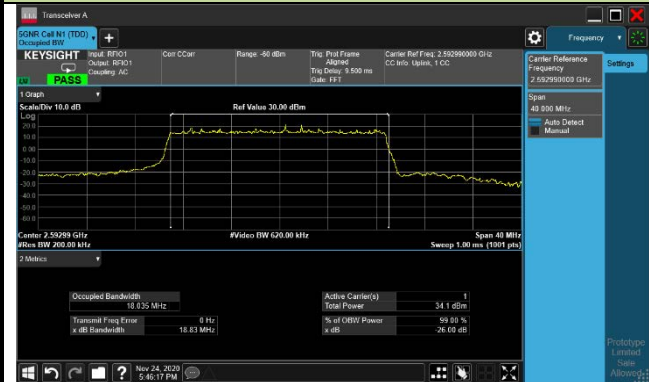 Transceiver A
5GNR Call N1 (TDD)
Occupied BW
Frequency
KEYSIGHT
Input: RFIO1
Output: RFIO1
Coupling: AC
Corr CCorr
Range: -60 dBm
Trig: Prot Frame
Aligned
Trig Delay: 9.500 ms
Gate: FFT
Carrier Ref Freq: 2.592990000 GHz
CC Info: Uplink, 1 CC
PASS
Carrier Reference
Frequency
2.592990000 GHz
Settings
Span
40.000 MHz
Auto Detect
Manual
1 Graph
Scale/Div 10.0 dB
Ref Value 30.00 dBm
Log
20.0
10.0
0.00
-10.0
-20.0
-30.0
-40.0
-50.0
-60.0
Center 2.59299 GHz
#Video BW 620.00 kHz
Span 40 MHz
#Res BW 200.00 kHz
Sweep 1.00 ms (1001 pts)
2 Metrics
Occupied Bandwidth
18.035 MHz
Active Carrier(s) 1
Total Power 34.1 dBm
Transmit Freq Error 0 Hz
x dB Bandwidth 18.83 MHz
% of OBW Power 99.00 %
x dB -26.00 dB
Prototype
Limited
Sale
Allowed
Nov 24, 2020
5:46:17 PM